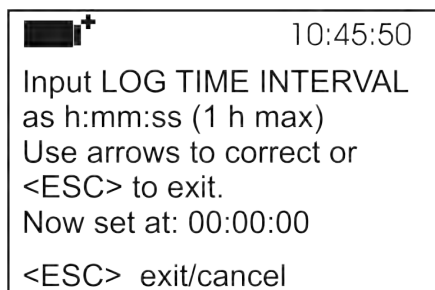 10:45:50
Input LOG TIME INTERVAL
as h:mm:ss (1 h max)
Use arrows to correct or
<ESC> to exit.
Now set at: 00:00:00
<ESC> exit/cancel